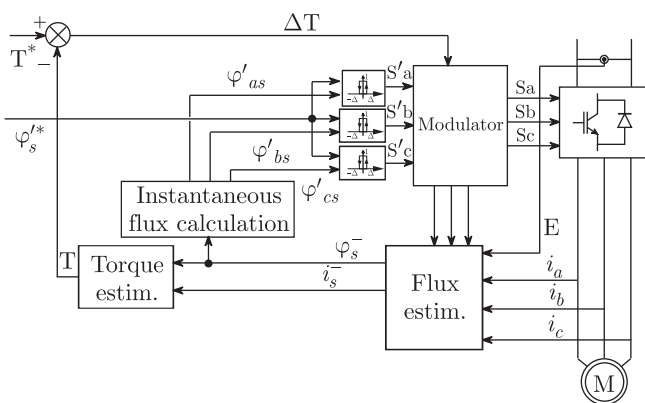 +
T* −
ΔT
φ′as
φs′*
φ′bs
φ′cs
S′a
S′b
S′c
−Δ Δ
−Δ Δ
−Δ Δ
Modulator
Sa
Sb
Sc
Instantaneous
flux calculation
E
T
Torque
estim.
φs−
is−
Flux
estim.
ia
ib
ic
M